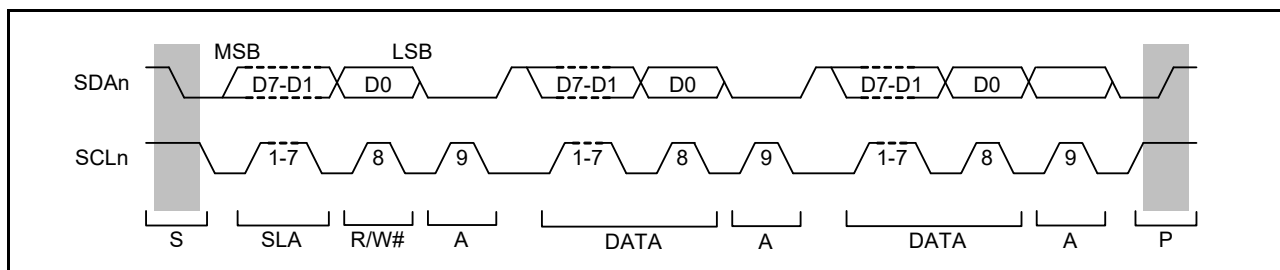 MSB LSB
SDAn D7-D1 D0 D7-D1 D0 D7-D1 D0
SCLn 1-7 8 9 1-7 8 9 1-7 8 9
S SLA R/W# A DATA A DATA A P